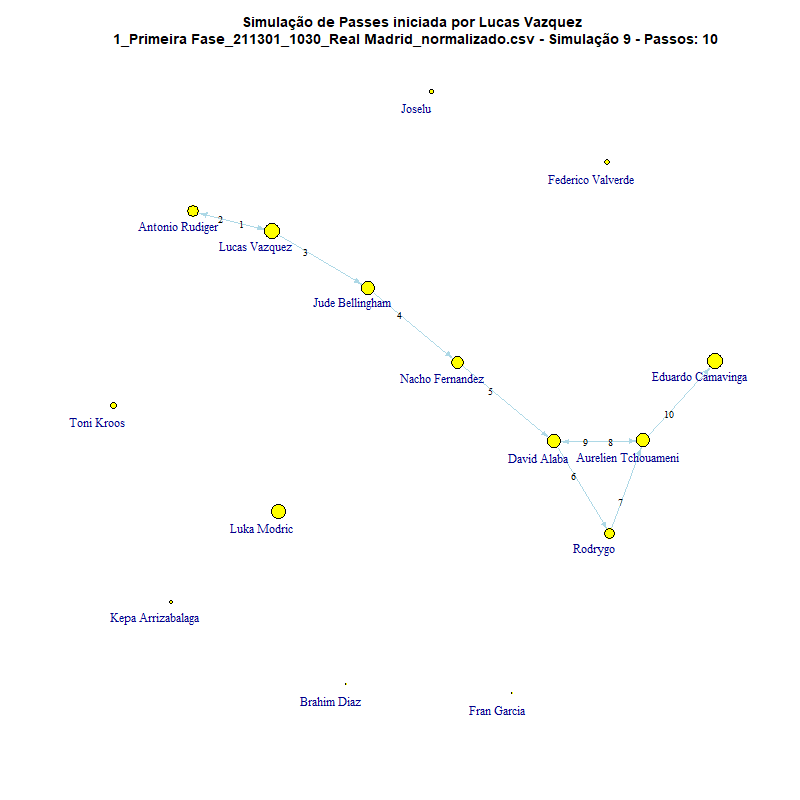 Simulação de Passes iniciada por Lucas Vazquez
1_Primeira Fase_211301_1030_Real Madrid_normalizado.csv - Simulação 9 - Passos: 10
Joselu
Federico Valverde
2
1
Antonio Rudiger
Lucas Vazquez
3
Jude Bellingham
4
Nacho Fernandez
Eduardo Camavinga
5
Toni Kroos
10
9
8
David Alaba
Aurelien Tchouameni
6
7
Luka Modric
Rodrygo
Kepa Arrizabalaga
Brahim Diaz
Fran Garcia